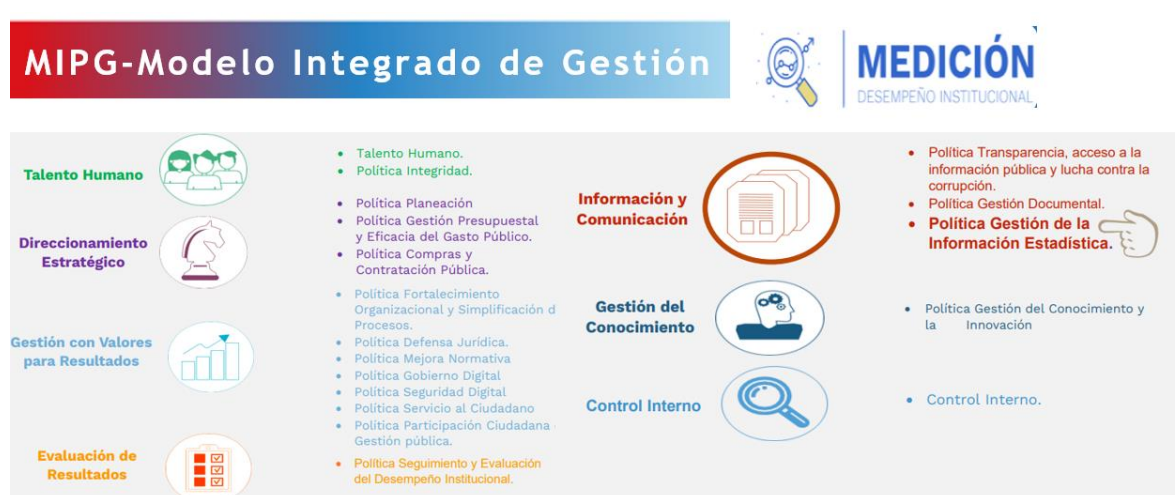 MIPG-Modelo Integrado de Gestión
MEDICIÓN
DESEMPEÑO INSTITUCIONAL
Talento Humano
• Talento Humano.
• Política Integridad.
Direccionamiento
Estratégico
• Política Planeación
• Política Gestión Presupuestal
y Eficacia del Gasto Público.
• Política Compras y
Contratación Pública.
Gestión con Valores
para Resultados
• Política Fortalecimiento
Organizacional y Simplificación d
Procesos.
• Política Defensa Jurídica.
• Política Mejora Normativa
• Política Gobierno Digital
• Política Seguridad Digital
• Política Servicio al Ciudadano
• Política Participación Ciudadana
Gestión pública.
Evaluación de
Resultados
• Política Seguimiento y Evaluación
del Desempeño Institucional.
Información y
Comunicación
• Política Transparencia, acceso a la
información pública y lucha contra la
corrupción.
• Política Gestión Documental.
• Política Gestión de la
Información Estadística.
Gestión del
Conocimiento
• Política Gestión del Conocimiento y
la Innovación
Control Interno
• Control Interno.